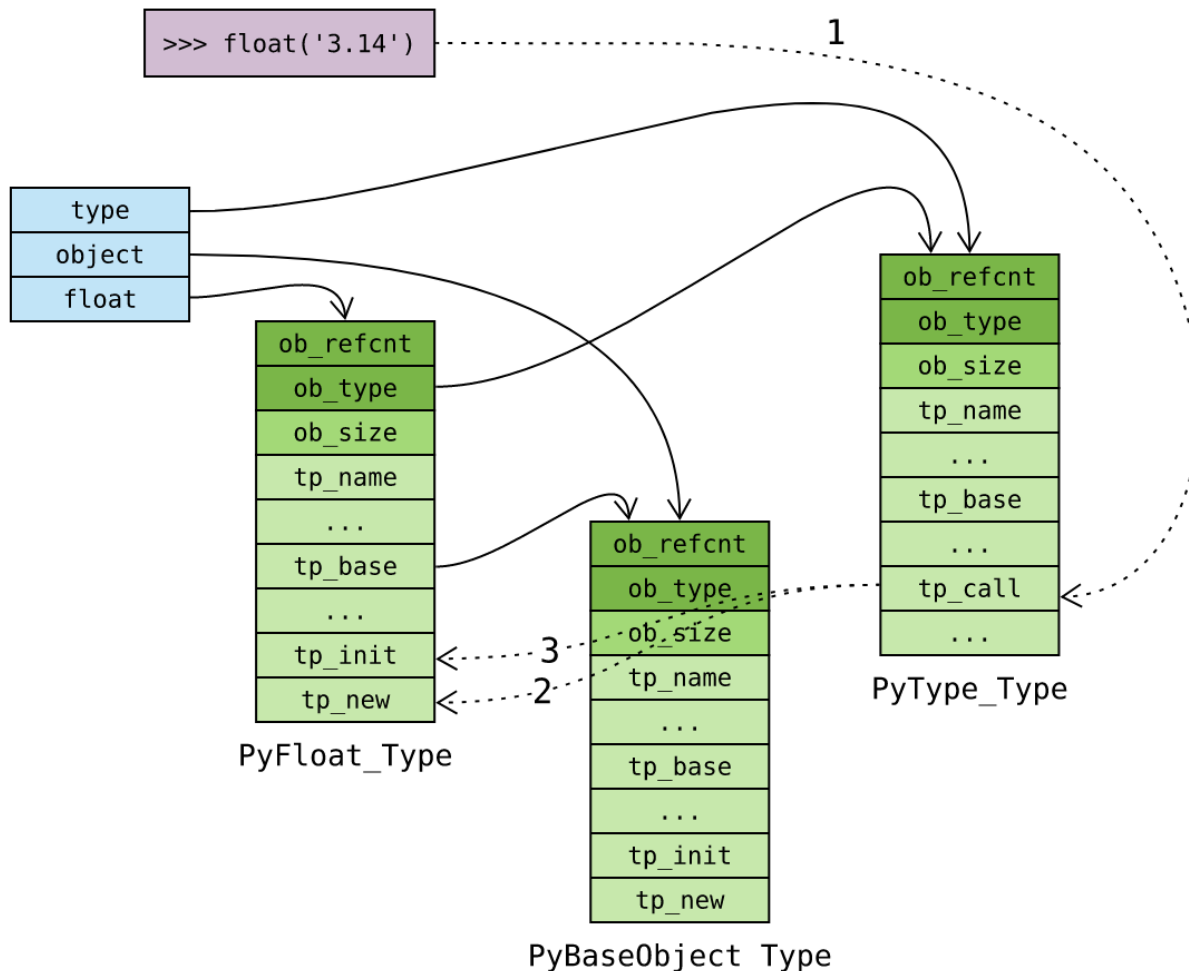 >>> float('3.14')
1
type
object
float
ob_refcnt
ob_type
ob_size
tp_name
...
tp_base
...
tp_init
tp_new
PyFloat_Type
3
2
ob_refcnt
ob_type
ob_size
tp_name
...
tp_base
...
tp_init
tp_new
PyBaseObject_Type
ob_refcnt
ob_type
ob_size
tp_name
...
tp_base
...
tp_call
...
PyType_Type